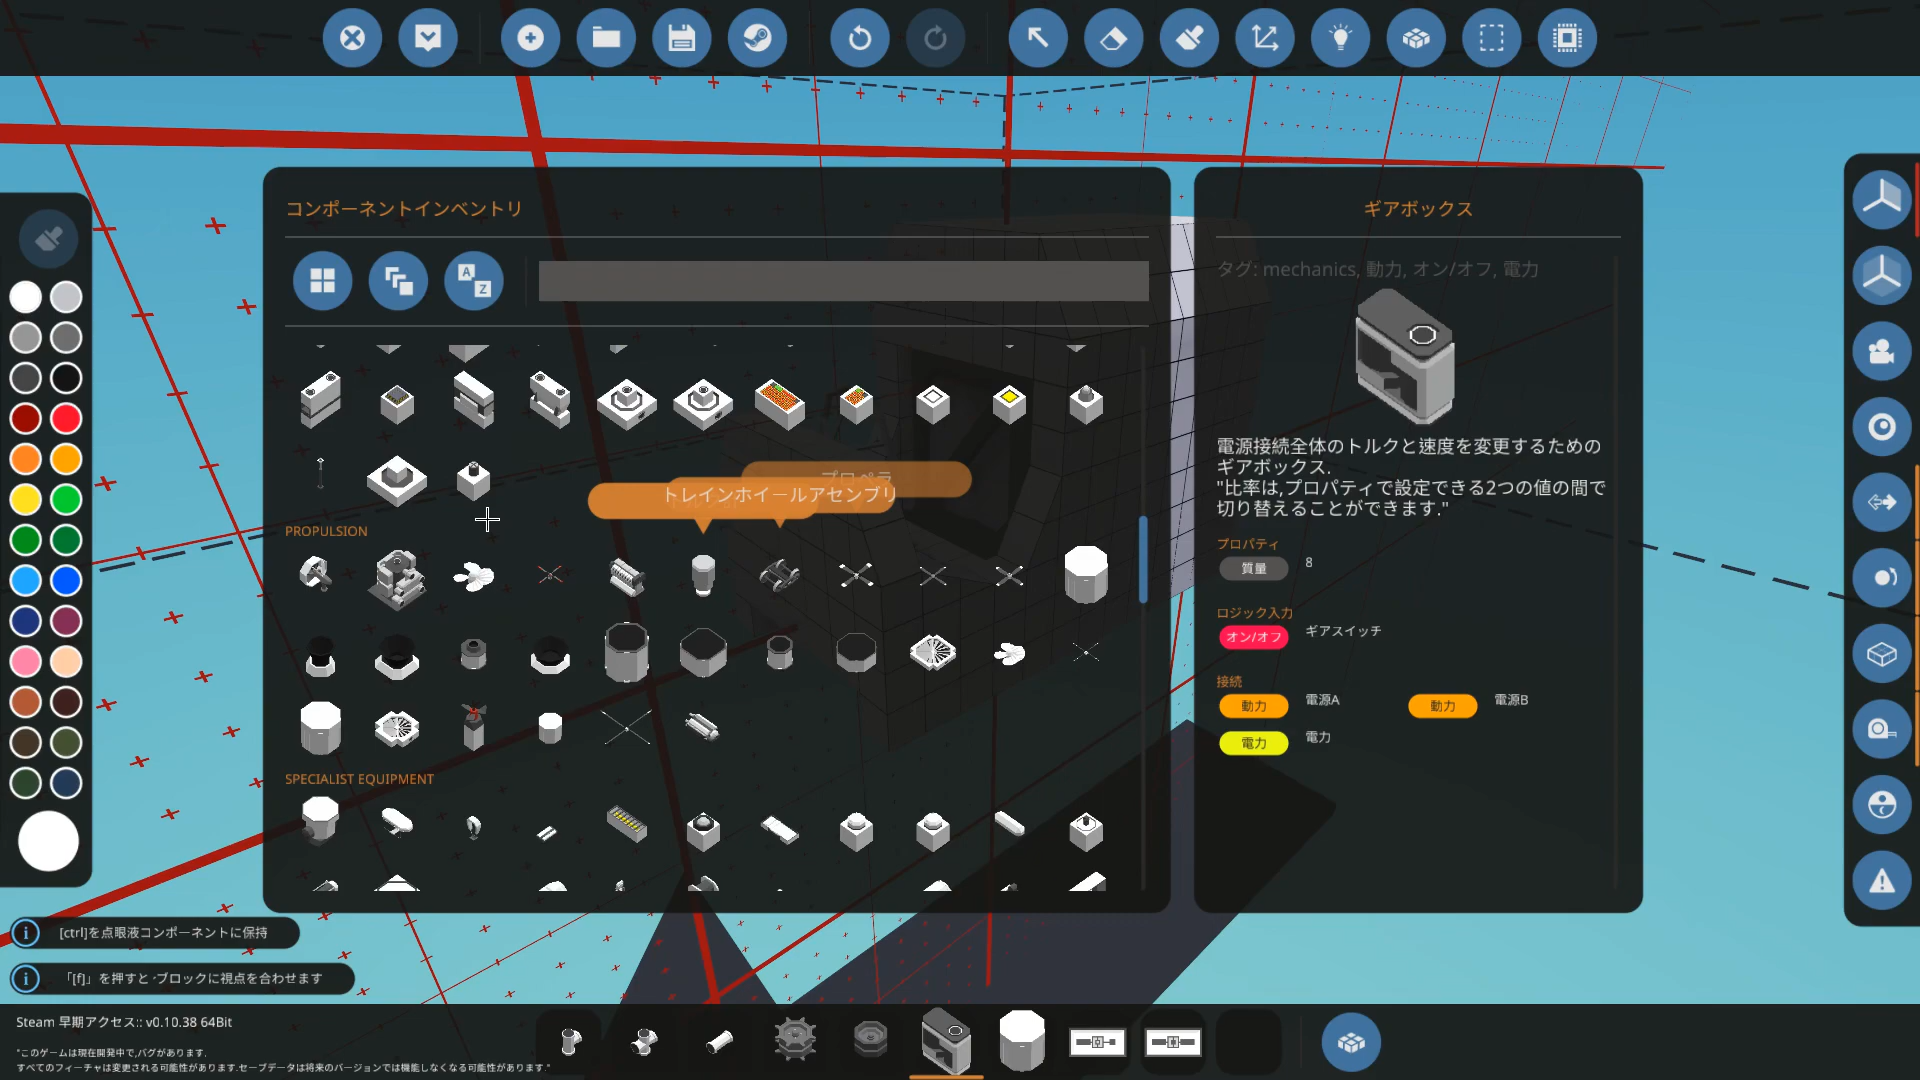 コンポーネントインベントリ
A
Z
プロペラ
トレインホイールアセンブリ
PROPULSION
SPECIALIST EQUIPMENT
ギアボックス
タグ: mechanics, 動力, オン/オフ, 電力
電源接続全体のトルクと速度を変更するための
ギアボックス.
"比率は,プロパティで設定できる2つの値の間で
切り替えることができます."
プロパティ
質量 8
ロジック入力
オン/オフ ギアスイッチ
接続
動力 電源A 動力 電源B
電力 電力
[ctrl]を点眼液コンポーネントに保持
「[f]」を押すと ·ブロックに視点を合わせます
Steam 早期アクセス:: v0.10.38 64Bit
"このゲームは現在開発中で,バグがあります.
すべてのフィーチャは変更される可能性があります.セーブデータは将来のバージョンでは機能しなくなる可能性があります."